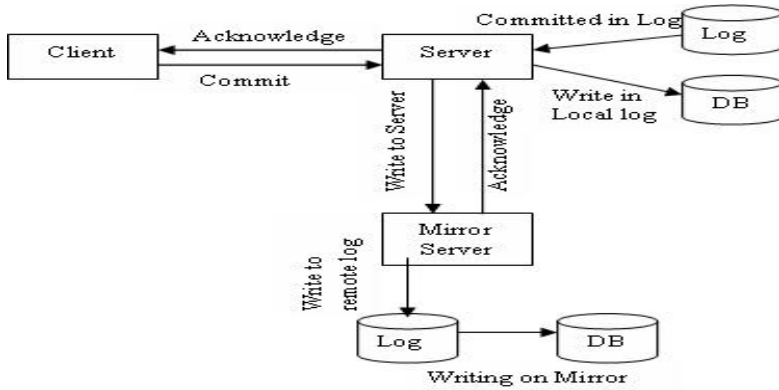 Committed in Log
Log
Acknowledge
Client
Server
Commit
Write in
Local log
DB
Write to Server
Acknowledge
Mirror
Server
Write to
remote log
Log
DB
Writing on Mirror